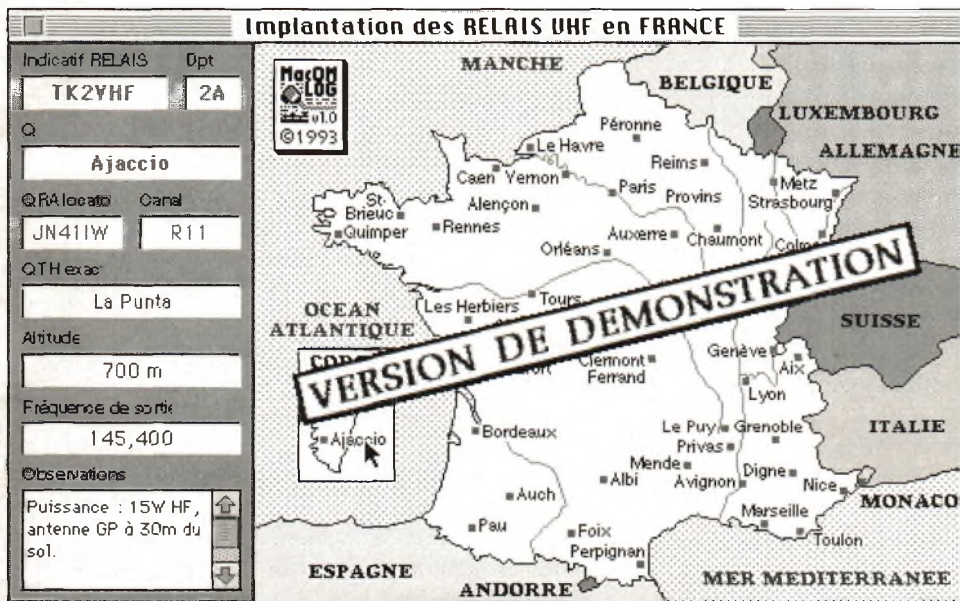 Implantation des RELAIS VHF en FRANCE
Indicatif RELAIS Dpt
TK2VHF 2A
Q
Ajaccio
QRA locato Canal
JN41IW R11
QTH exac
La Punta
Altitude
700 m
Fréquence de sortie
145,400
Observations
Puissance : 15W HF,
antenne GP à 30m du
sol.
MacOM
LOG
v1.0
©1993
MANCHE
BELGIQUE
LUXEMBOURG
ALLEMAGNE
Péronne
Le Havre
Reims
Caen
Vernon
Paris
Metz
Provins
Strasbourg
St-
Brieuc
Alençon
Quimper
Rennes
Auxerre
Chaumont
Orléans
OCEAN
ATLANTIQUE
Les Herbiers
Tours
SUISSE
VERSION DE DEMONSTRATION
Clermont
Ferrand
Genève
Aix
Lyon
Ajaccio
Bordeaux
Le Puy
Grenoble
Privas
ITALIE
Mende
Digne
Albi
Avignon
Nice
Auch
MONACO
Marseille
Pau
Foix
Toulon
Perpignan
ESPAGNE
ANDORRE
MER MEDITERRANEE